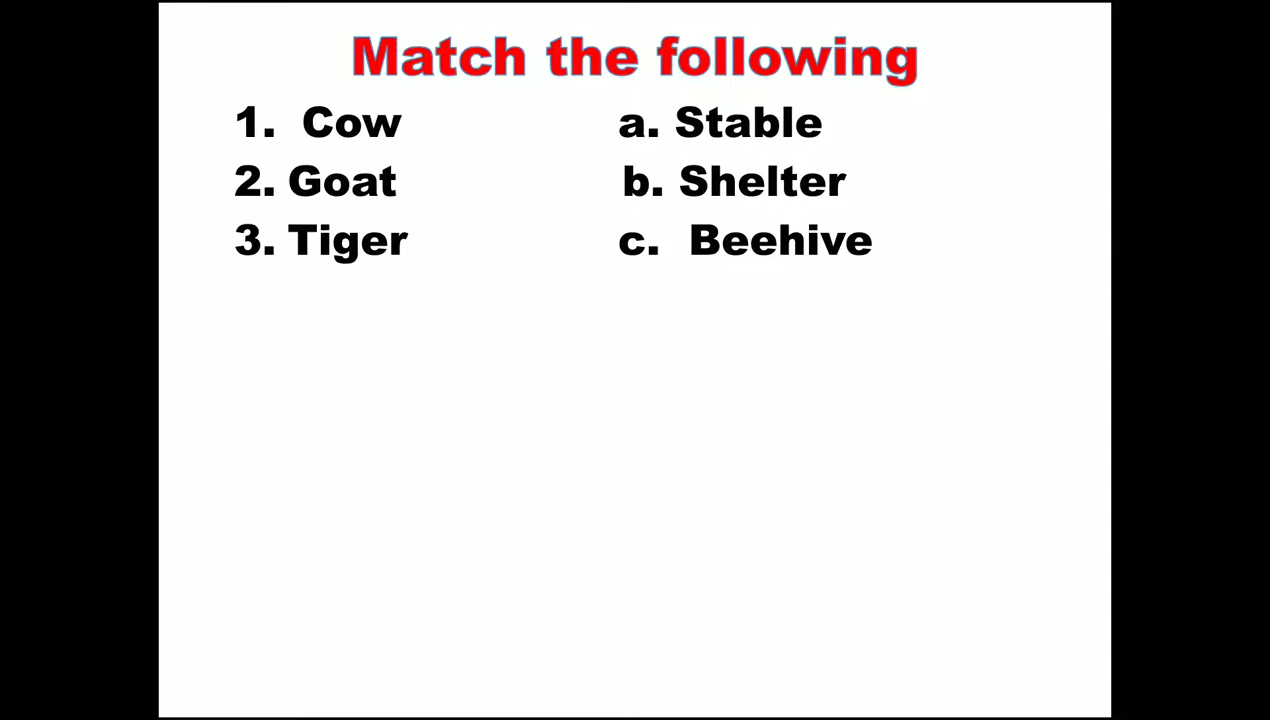 Match the following
1. Cow a. Stable
2. Goat b. Shelter
3. Tiger c. Beehive